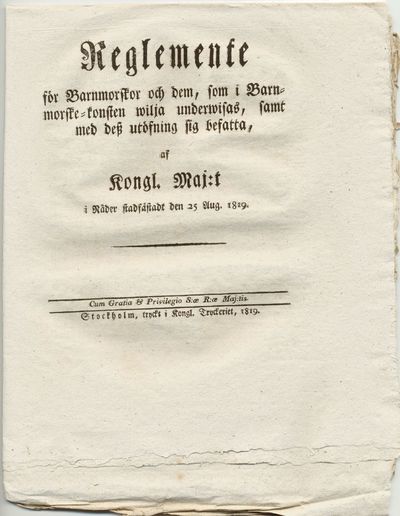 Reglemente
för Barnmorskor och dem, som i Barn-
morske-konsten wilja underwisas, samt
med deß utöfning sig befatta,
af
Kongl. Maj:t
i Nåder stadfästadt den 25 Aug. 1819.
Cum Gratia & Privilegio S:æ R:æ Maj:tis.
Stockholm, tryckt i Kongl. Tryckeriet, 1819.